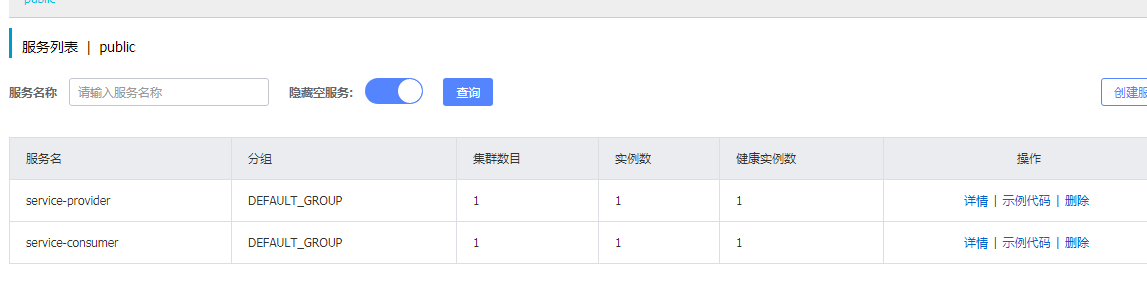 public
服务列表 | public
服务名称 请输入服务名称 隐藏空服务: 查询 创建服
服务名 分组 集群数目 实例数 健康实例数 操作
service-provider DEFAULT_GROUP 1 1 1 详情 | 示例代码 | 删除
service-consumer DEFAULT_GROUP 1 1 1 详情 | 示例代码 | 删除